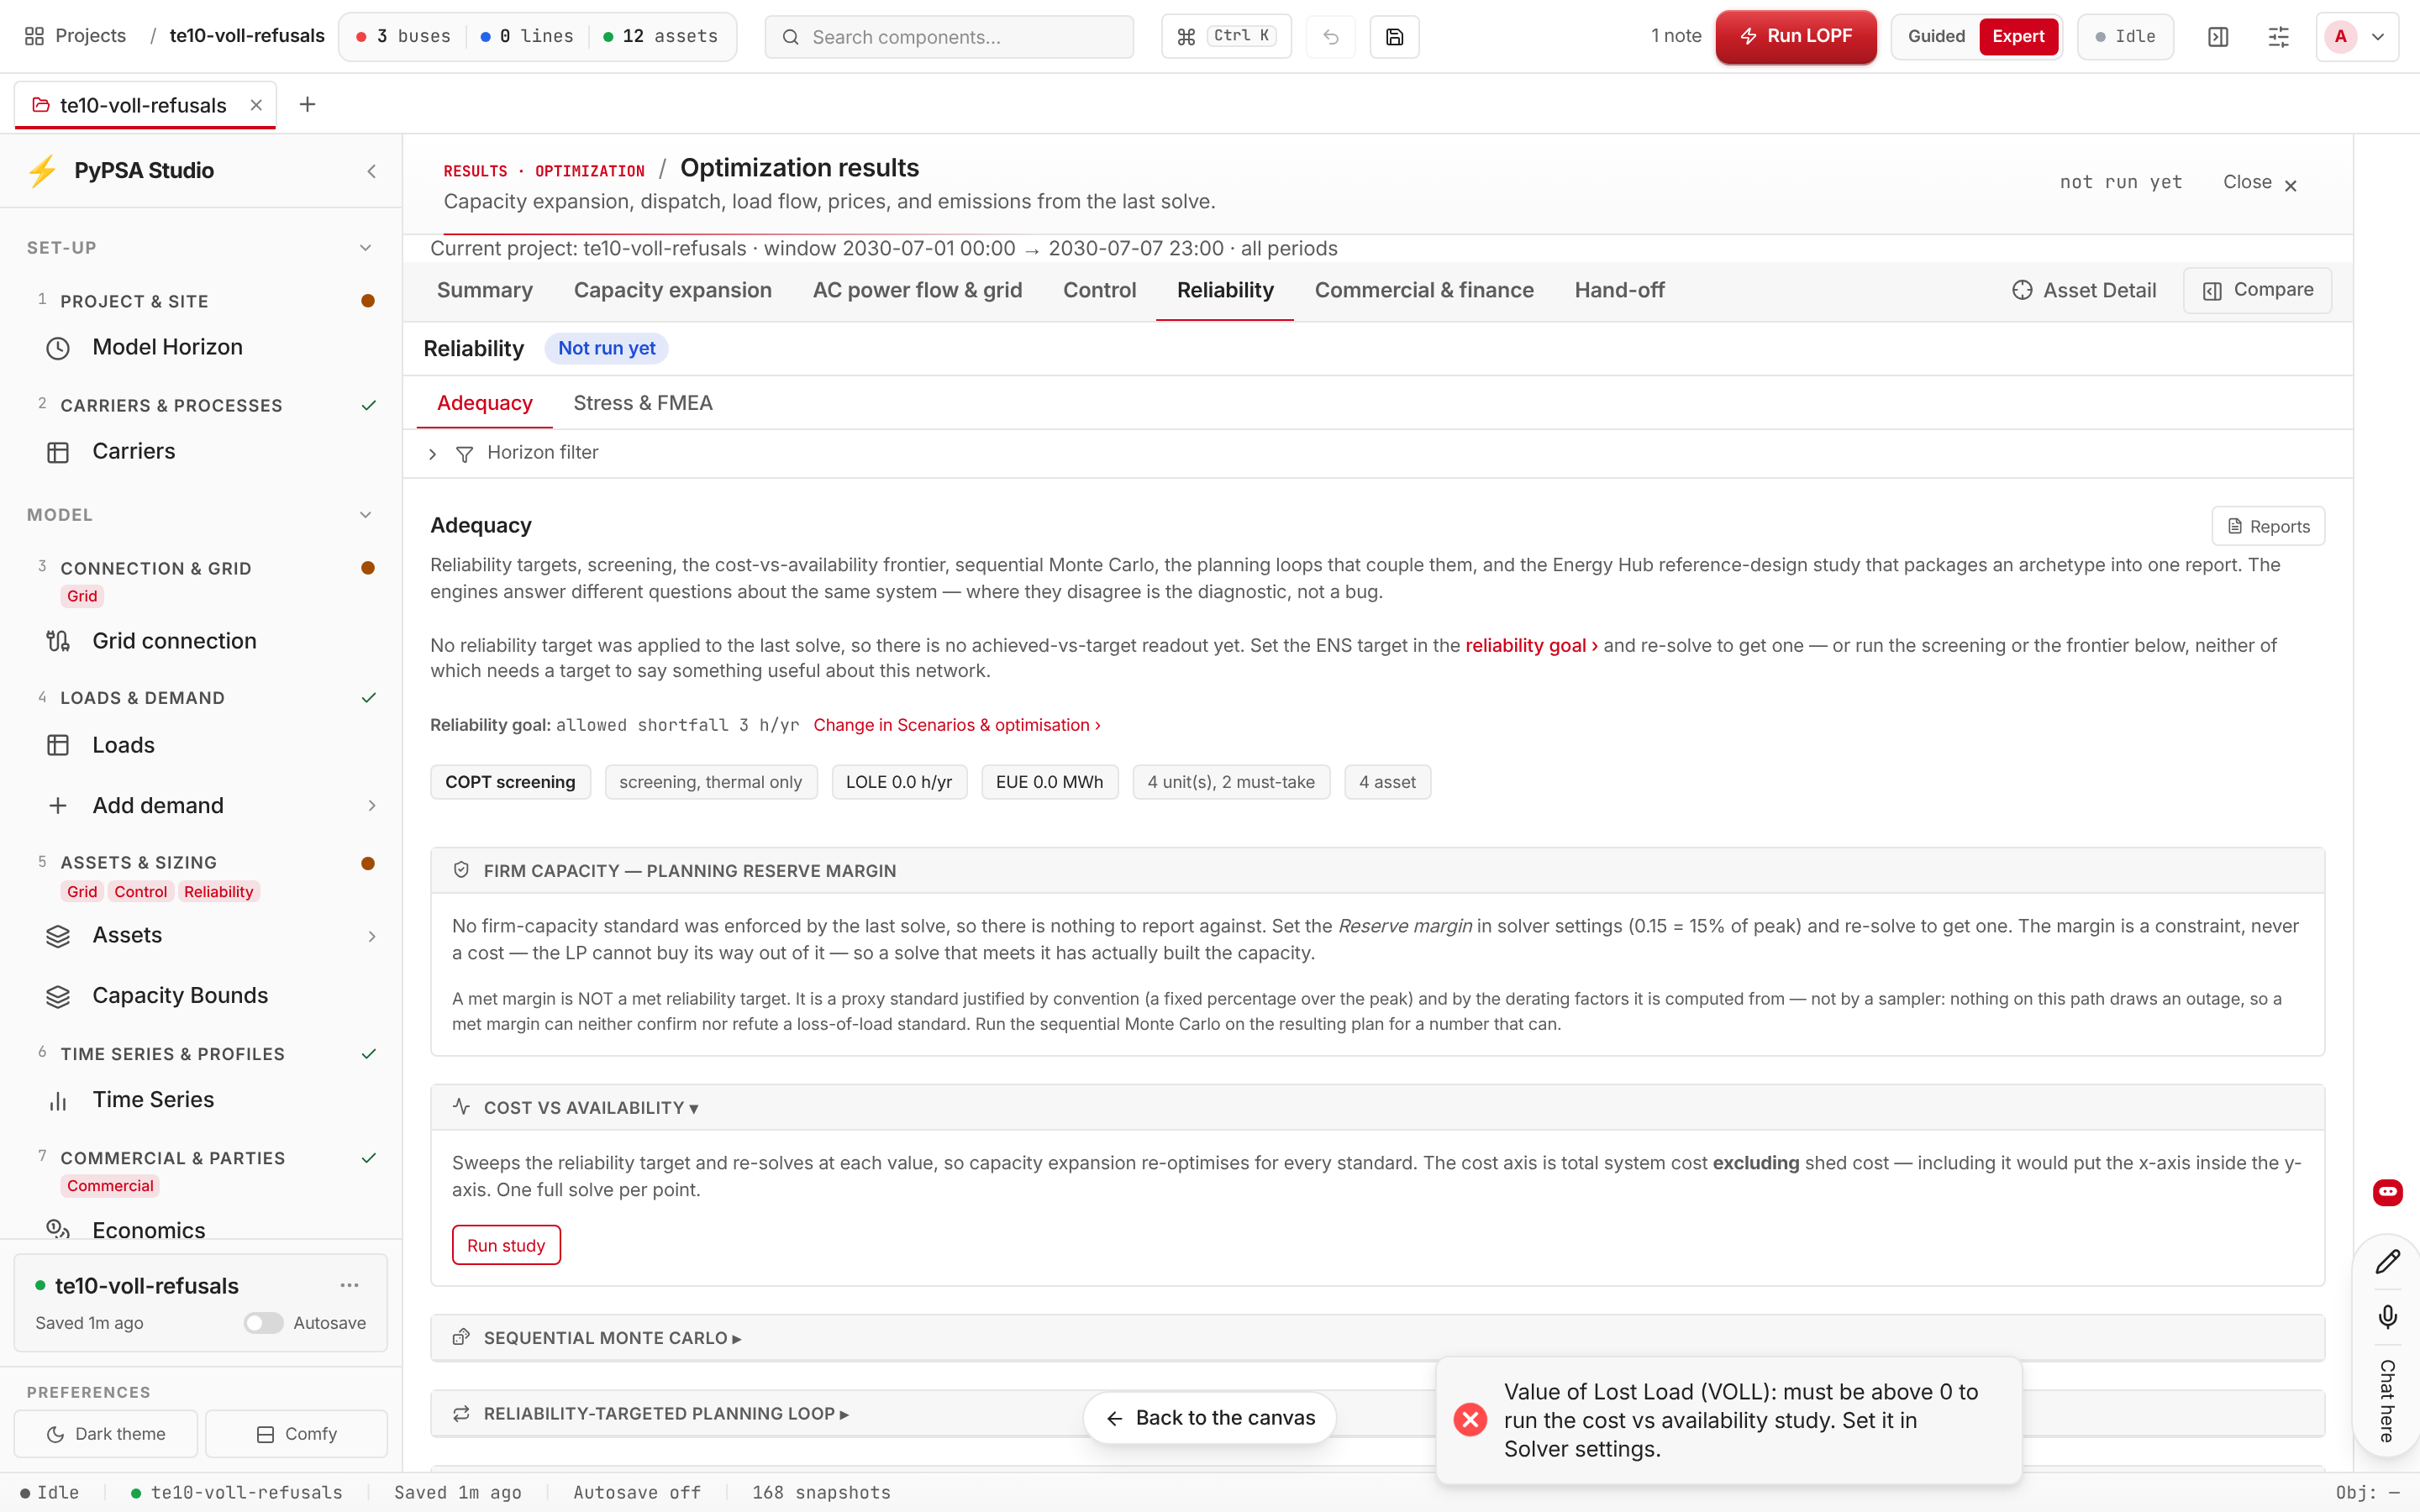 Projects / te10-voll-refusals
3 buses
0 lines
12 assets
Search components...
Ctrl K
1 note
Run LOPF
Guided
Expert
Idle
A
te10-voll-refusals
PyPSA Studio
SET-UP
1 PROJECT & SITE
Model Horizon
2 CARRIERS & PROCESSES
Carriers
MODEL
3 CONNECTION & GRID
Grid
Grid connection
4 LOADS & DEMAND
Loads
Add demand
5 ASSETS & SIZING
Grid Control Reliability
Assets
Capacity Bounds
6 TIME SERIES & PROFILES
Time Series
7 COMMERCIAL & PARTIES
Commercial
Economics
te10-voll-refusals
Saved 1m ago
Autosave
PREFERENCES
Dark theme
Comfy
RESULTS · OPTIMIZATION / Optimization results
Capacity expansion, dispatch, load flow, prices, and emissions from the last solve.
not run yet
Close
Current project: te10-voll-refusals · window 2030-07-01 00:00 → 2030-07-07 23:00 · all periods
Summary
Capacity expansion
AC power flow & grid
Control
Reliability
Commercial & finance
Hand-off
Asset Detail
Compare
Reliability
Not run yet
Adequacy
Stress & FMEA
Horizon filter
Adequacy
Reports
Reliability targets, screening, the cost-vs-availability frontier, sequential Monte Carlo, the planning loops that couple them, and the Energy Hub reference-design study that packages an archetype into one report. The
engines answer different questions about the same system — where they disagree is the diagnostic, not a bug.
No reliability target was applied to the last solve, so there is no achieved-vs-target readout yet. Set the ENS target in the reliability goal › and re-solve to get one — or run the screening or the frontier below, neither of
which needs a target to say something useful about this network.
Reliability goal: allowed shortfall 3 h/yr Change in Scenarios & optimisation ›
COPT screening
screening, thermal only
LOLE 0.0 h/yr
EUE 0.0 MWh
4 unit(s), 2 must-take
4 asset
FIRM CAPACITY — PLANNING RESERVE MARGIN
No firm-capacity standard was enforced by the last solve, so there is nothing to report against. Set the Reserve margin in solver settings (0.15 = 15% of peak) and re-solve to get one. The margin is a constraint, never
a cost — the LP cannot buy its way out of it — so a solve that meets it has actually built the capacity.
A met margin is NOT a met reliability target. It is a proxy standard justified by convention (a fixed percentage over the peak) and by the derating factors it is computed from — not by a sampler: nothing on this path draws an outage, so a
met margin can neither confirm nor refute a loss-of-load standard. Run the sequential Monte Carlo on the resulting plan for a number that can.
COST VS AVAILABILITY ▾
Sweeps the reliability target and re-solves at each value, so capacity expansion re-optimises for every standard. The cost axis is total system cost excluding shed cost — including it would put the x-axis inside the y-
axis. One full solve per point.
Run study
SEQUENTIAL MONTE CARLO ▸
RELIABILITY-TARGETED PLANNING LOOP ▸
Back to the canvas
Value of Lost Load (VOLL): must be above 0 to
run the cost vs availability study. Set it in
Solver settings.
Chat here
Idle
te10-voll-refusals
Saved 1m ago
Autosave off
168 snapshots
Obj: —